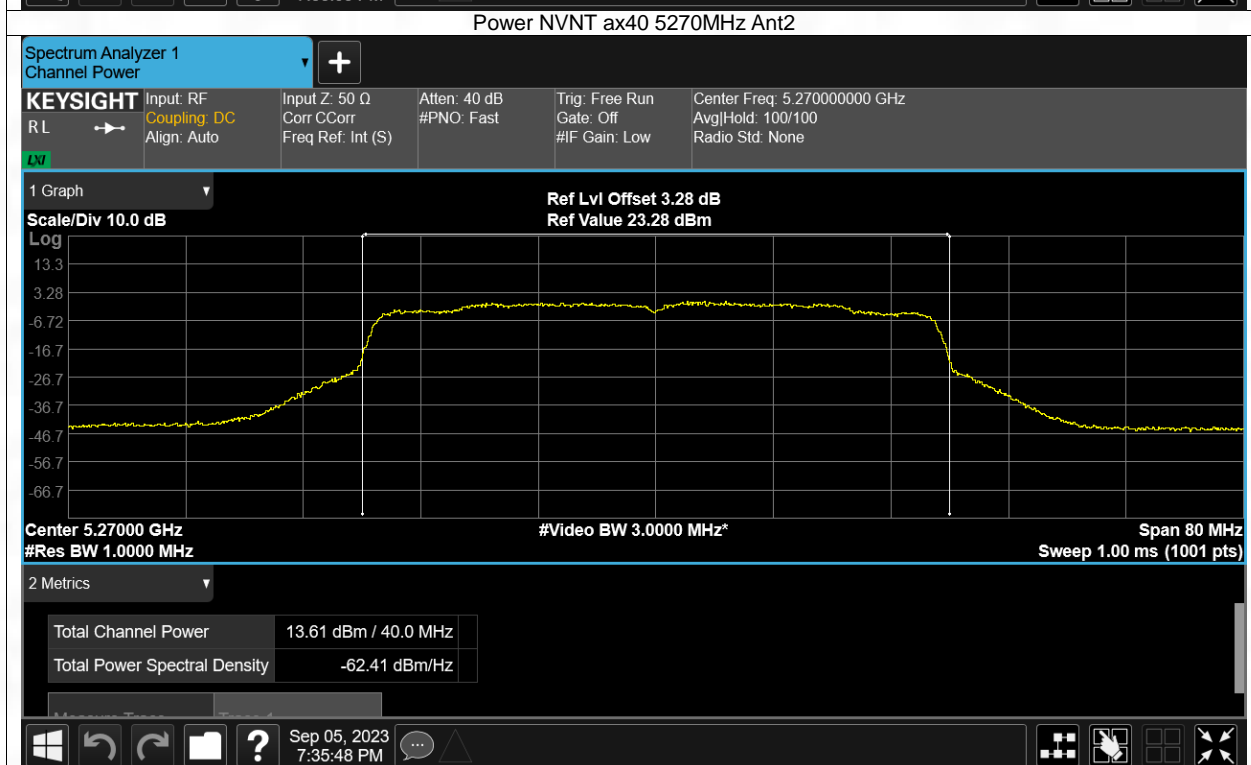 Power NVNT ax40 5270MHz Ant2
Spectrum Analyzer 1
Channel Power
KEYSIGHT
R L
LXI
Input: RF
Coupling: DC
Align: Auto
Input Z: 50 Ω
Corr CCorr
Freq Ref: Int (S)
Atten: 40 dB
#PNO: Fast
Trig: Free Run
Gate: Off
#IF Gain: Low
Center Freq: 5.270000000 GHz
Avg|Hold: 100/100
Radio Std: None
1 Graph
Scale/Div 10.0 dB
Ref Lvl Offset 3.28 dB
Ref Value 23.28 dBm
Log
13.3
3.28
-6.72
-16.7
-26.7
-36.7
-46.7
-56.7
-66.7
Center 5.27000 GHz
#Res BW 1.0000 MHz
#Video BW 3.0000 MHz*
Span 80 MHz
Sweep 1.00 ms (1001 pts)
2 Metrics
Total Channel Power 13.61 dBm / 40.0 MHz
Total Power Spectral Density -62.41 dBm/Hz
?
Sep 05, 2023
7:35:48 PM